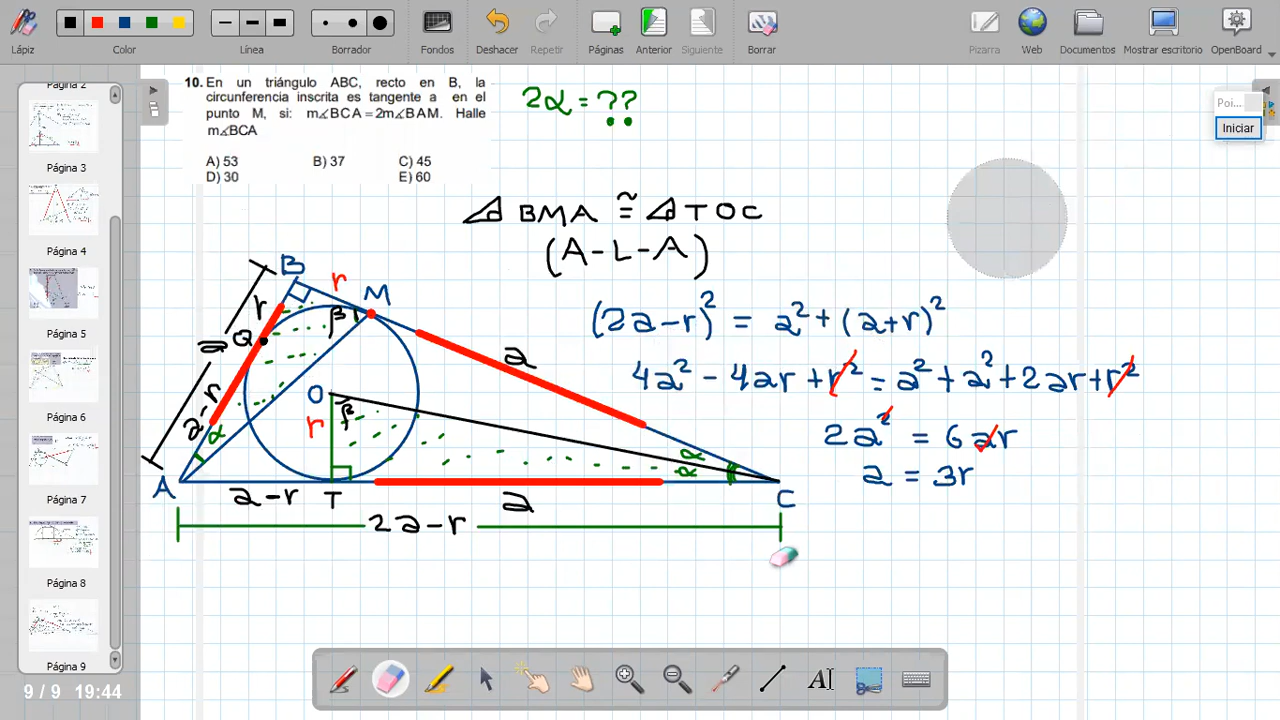 Lápiz
Color
Línea
Borrador
Fondos
Deshacer
Repetir
Páginas
Anterior
Siguiente
Borrar
Pizarra
Web
Documentos
Mostrar escritorio
OpenBoard
Página 2
Página 3
Página 4
Página 5
Página 6
Página 7
Página 8
Página 9
9 / 9 19:44
Poi...
Iniciar
10. En un triángulo ABC, recto en B, la
circunferencia inscrita es tangente a en el
punto M, si: m∡BCA=2m∡BAM. Halle
m∡BCA
A) 53 B) 37 C) 45
D) 30 E) 60
2α = ??
◿ BMA ≅ ◿ TOC
(A-L-A)
(2a-r)² = a² + (a+r)²
4a² - 4ar + r² = a² + a² + 2ar + r²
2a² = 6ar
a = 3r
B
r
M
r
β
a
Q
a
a-r
O
β
α
r
α
α
A
a-r
T
a
C
2a-r
AI